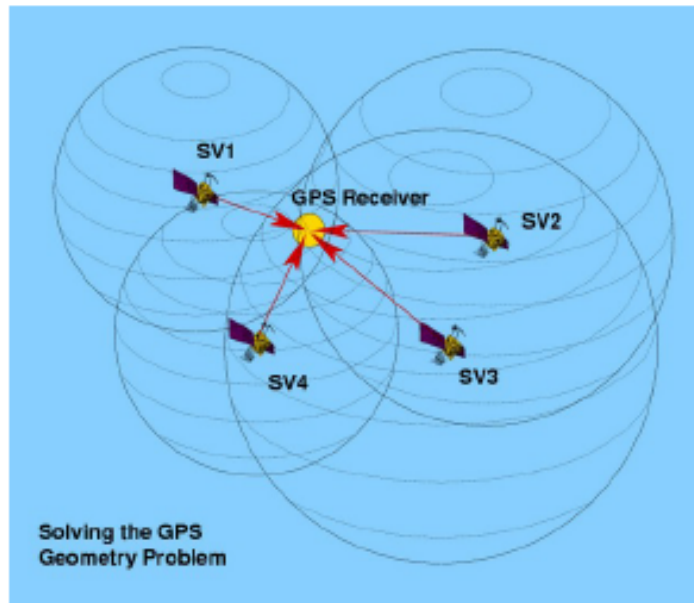 SV1
GPS Receiver
SV2
SV3
SV4
Solving the GPS
Geometry Problem